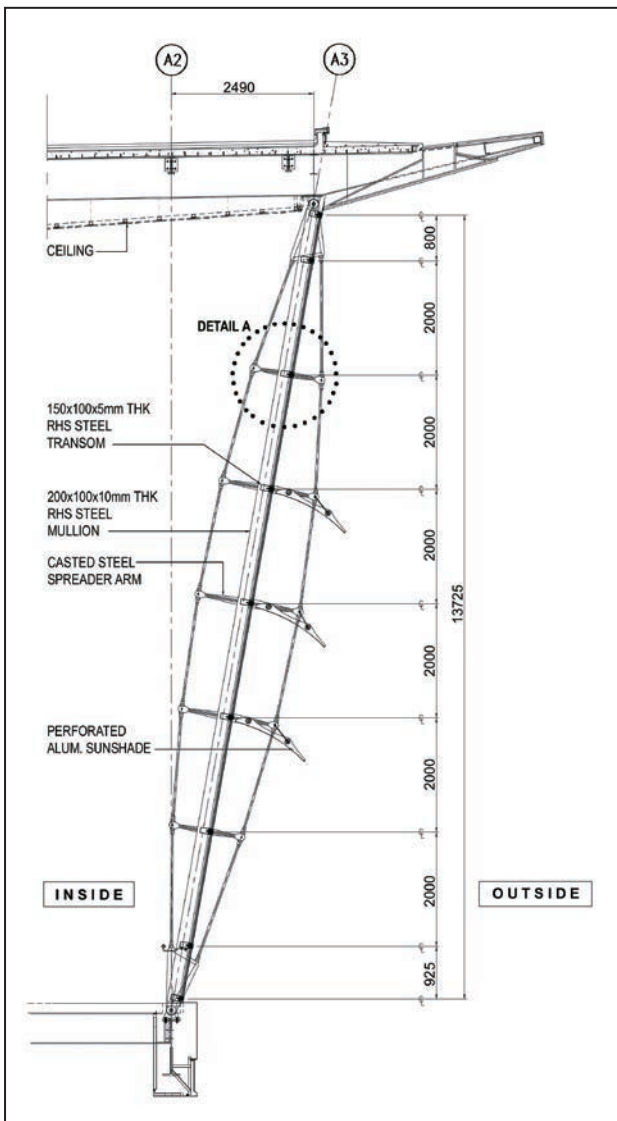 A2
A3
2490
CEILING
800
2000
DETAIL A
2000
150x100x5mm THK
RHS STEEL
TRANSOM
200x100x10mm THK
RHS STEEL
MULLION
2000
CASTED STEEL
SPREADER ARM
13725
2000
PERFORATED
ALUM. SUNSHADE
2000
2000
INSIDE
OUTSIDE
925